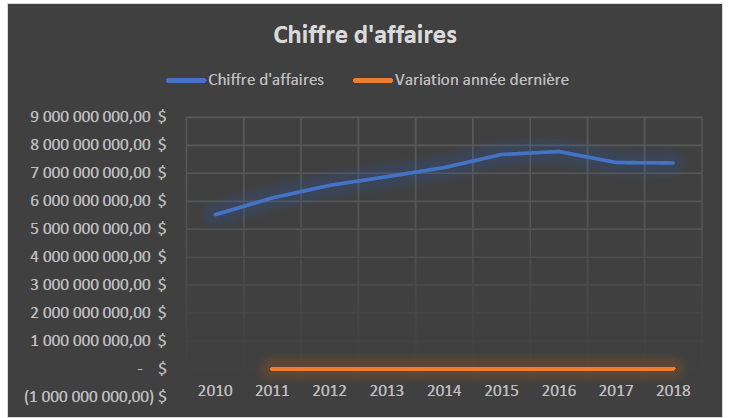 Chiffre d'affaires
Chiffre d'affaires Variation année dernière
9 000 000 000,00 $
8 000 000 000,00 $
7 000 000 000,00 $
6 000 000 000,00 $
5 000 000 000,00 $
4 000 000 000,00 $
3 000 000 000,00 $
2 000 000 000,00 $
1 000 000 000,00 $
- $
(1 000 000 000,00) $
2010 2011 2012 2013 2014 2015 2016 2017 2018